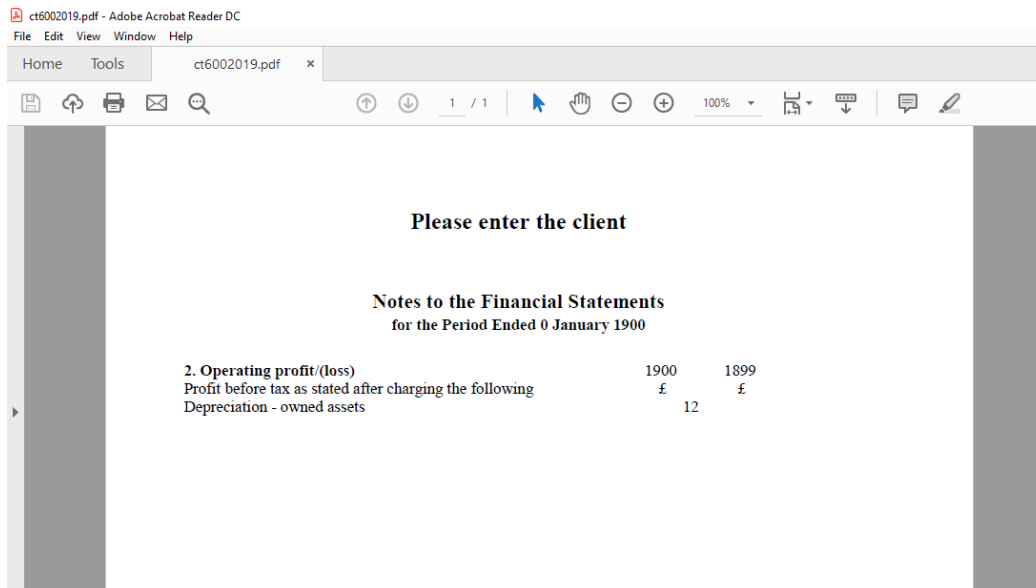 ct6002019.pdf - Adobe Acrobat Reader DC
File Edit View Window Help
Home Tools ct6002019.pdf ×
1 / 1 100%
Please enter the client
Notes to the Financial Statements
for the Period Ended 0 January 1900
2. Operating profit/(loss) 1900 1899
Profit before tax as stated after charging the following £ £
Depreciation - owned assets 12